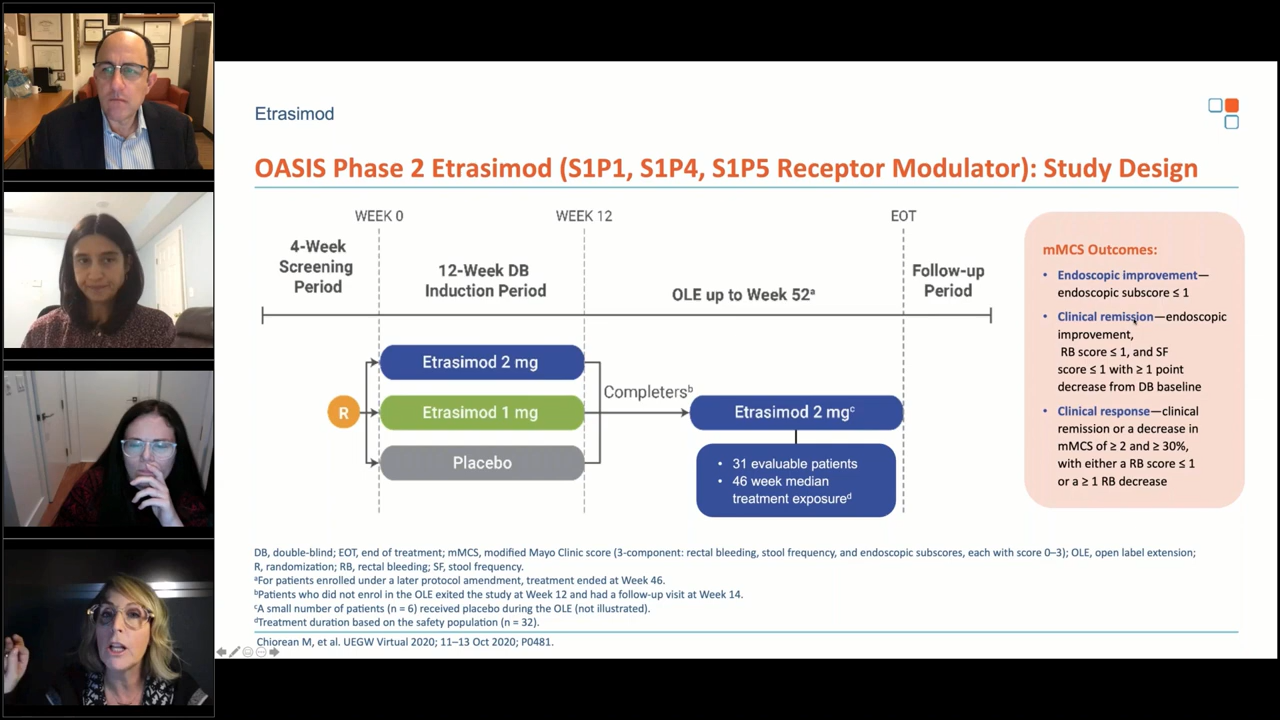 Etrasimod
OASIS Phase 2 Etrasimod (S1P1, S1P4, S1P5 Receptor Modulator): Study Design
WEEK 0
WEEK 12
EOT
4-Week
Screening
Period
12-Week DB
Induction Period
OLE up to Week 52ᵃ
Follow-up
Period
R
Etrasimod 2 mg
Etrasimod 1 mg
Placebo
Completersᵇ
Etrasimod 2 mgᶜ
• 31 evaluable patients
• 46 week median
treatment exposureᵈ
mMCS Outcomes:
• Endoscopic improvement—
endoscopic subscore ≤ 1
• Clinical remission—endoscopic
improvement,
RB score ≤ 1, and SF
score ≤ 1 with ≥ 1 point
decrease from DB baseline
• Clinical response—clinical
remission or a decrease in
mMCS of ≥ 2 and ≥ 30%,
with either a RB score ≤ 1
or a ≥ 1 RB decrease
DB, double-blind; EOT, end of treatment; mMCS, modified Mayo Clinic score (3-component: rectal bleeding, stool frequency, and endoscopic subscores, each with score 0–3); OLE, open label extension;
R, randomization; RB, rectal bleeding; SF, stool frequency.
ᵃFor patients enrolled under a later protocol amendment, treatment ended at Week 46.
ᵇPatients who did not enrol in the OLE exited the study at Week 12 and had a follow-up visit at Week 14.
ᶜA small number of patients (n = 6) received placebo during the OLE (not illustrated).
ᵈTreatment duration based on the safety population (n = 32).
Chiorean M, et al. UEGW Virtual 2020; 11–13 Oct 2020; P0481.